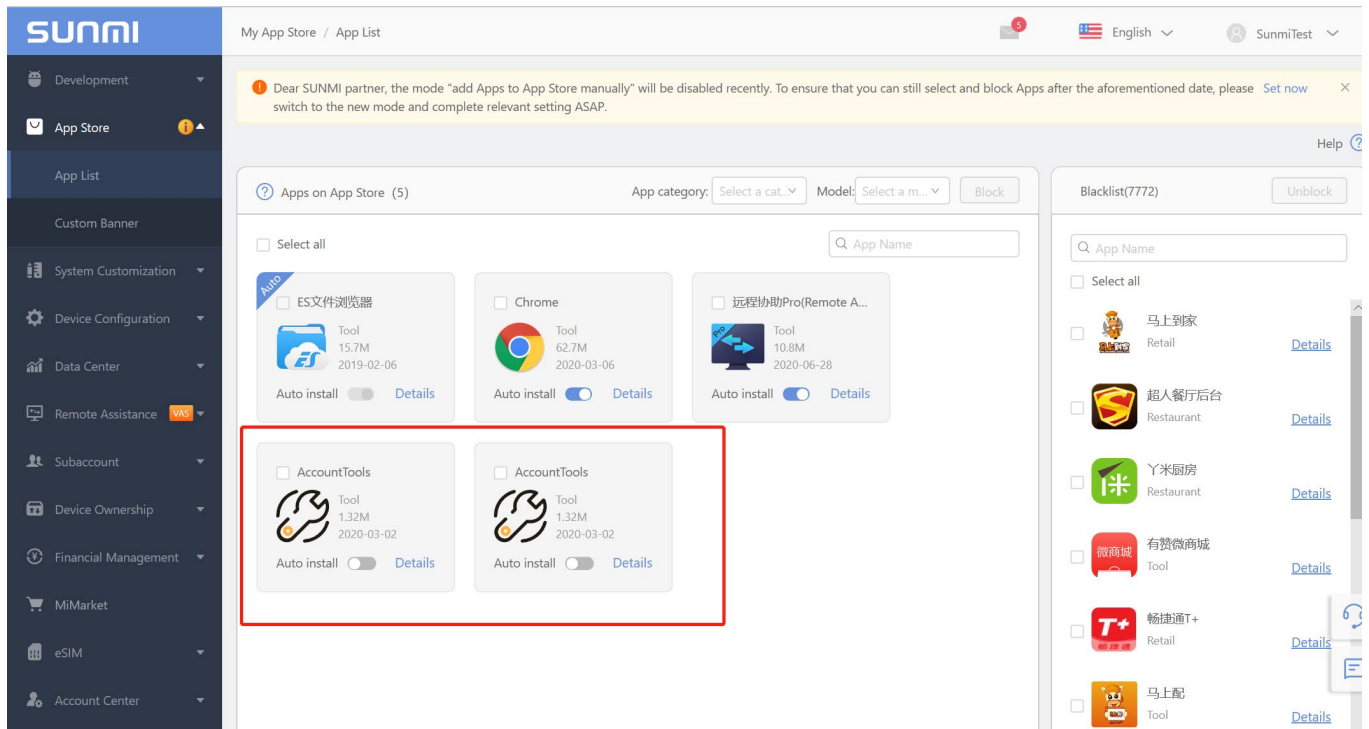 SUNMI
My App Store / App List
5
English
SunmiTest
Development
App Store
App List
Custom Banner
System Customization
Device Configuration
Data Center
Remote Assistance VAS
Subaccount
Device Ownership
Financial Management
MiMarket
eSIM
Account Center
Dear SUNMI partner, the mode "add Apps to App Store manually" will be disabled recently. To ensure that you can still select and block Apps after the aforementioned date, please Set now
switch to the new mode and complete relevant setting ASAP.
Help
Apps on App Store (5)
App category: Select a cat..
Model: Select a m...
Block
Select all
App Name
Auto
ES文件浏览器
Tool
15.7M
2019-02-06
Auto install
Details
Chrome
Tool
62.7M
2020-03-06
Auto install
Details
远程协助Pro(Remote A...
Pro
Tool
10.8M
2020-06-28
Auto install
Details
AccountTools
Tool
1.32M
2020-03-02
Auto install
Details
AccountTools
Tool
1.32M
2020-03-02
Auto install
Details
Blacklist(7772)
Unblock
App Name
Select all
马上到家
Retail
Details
超人餐厅后台
Restaurant
Details
丫米厨房
Restaurant
Details
微商城
有赞微商城
Tool
Details
T+
畅捷通T+
Retail
Details
马上配
Tool
Details